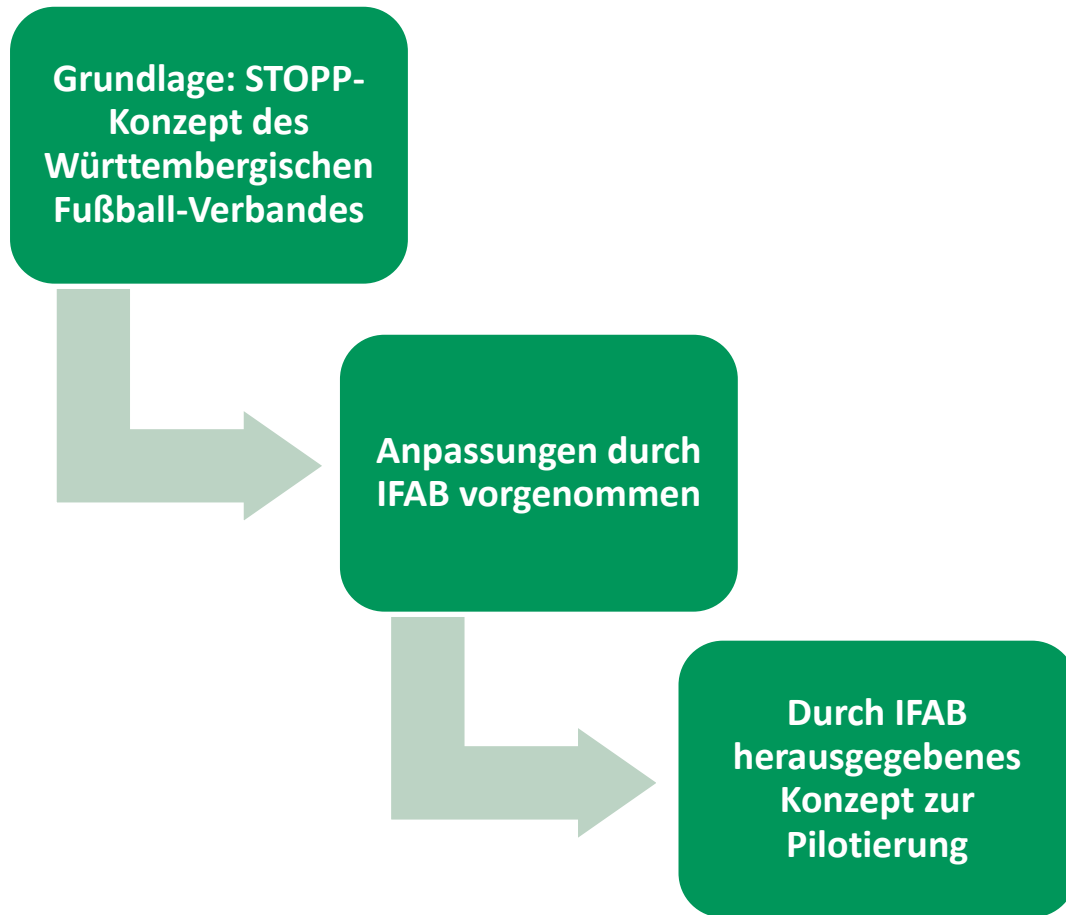 Grundlage: STOPP-
Konzept des
Württembergischen
Fußball-Verbandes
Anpassungen durch
IFAB vorgenommen
Durch IFAB
herausgegebenes
Konzept zur
Pilotierung